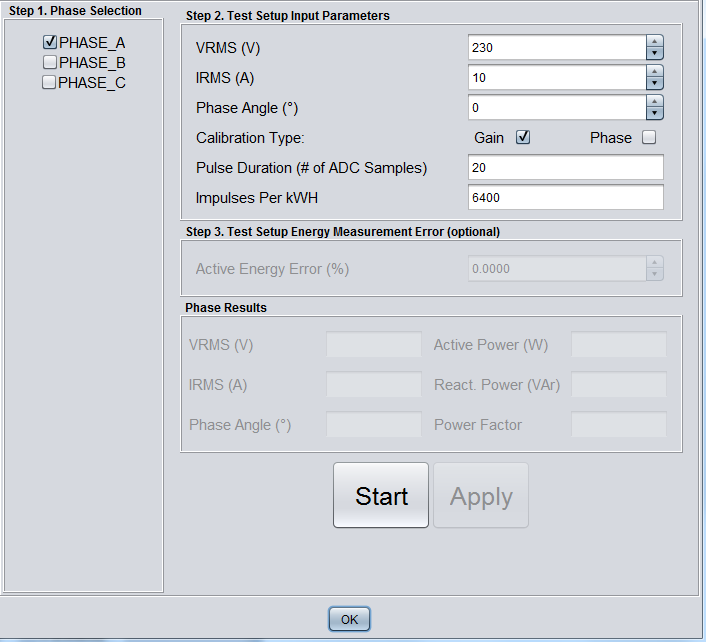 Step 1. Phase Selection
PHASE_A
PHASE_B
PHASE_C
Step 2. Test Setup Input Parameters
VRMS (V) 230
IRMS (A) 10
Phase Angle (°) 0
Calibration Type: Gain Phase
Pulse Duration (# of ADC Samples) 20
Impulses Per kWH 6400
Step 3. Test Setup Energy Measurement Error (optional)
Active Energy Error (%) 0.0000
Phase Results
VRMS (V) Active Power (W)
IRMS (A) React. Power (VAr)
Phase Angle (°) Power Factor
Start Apply
OK